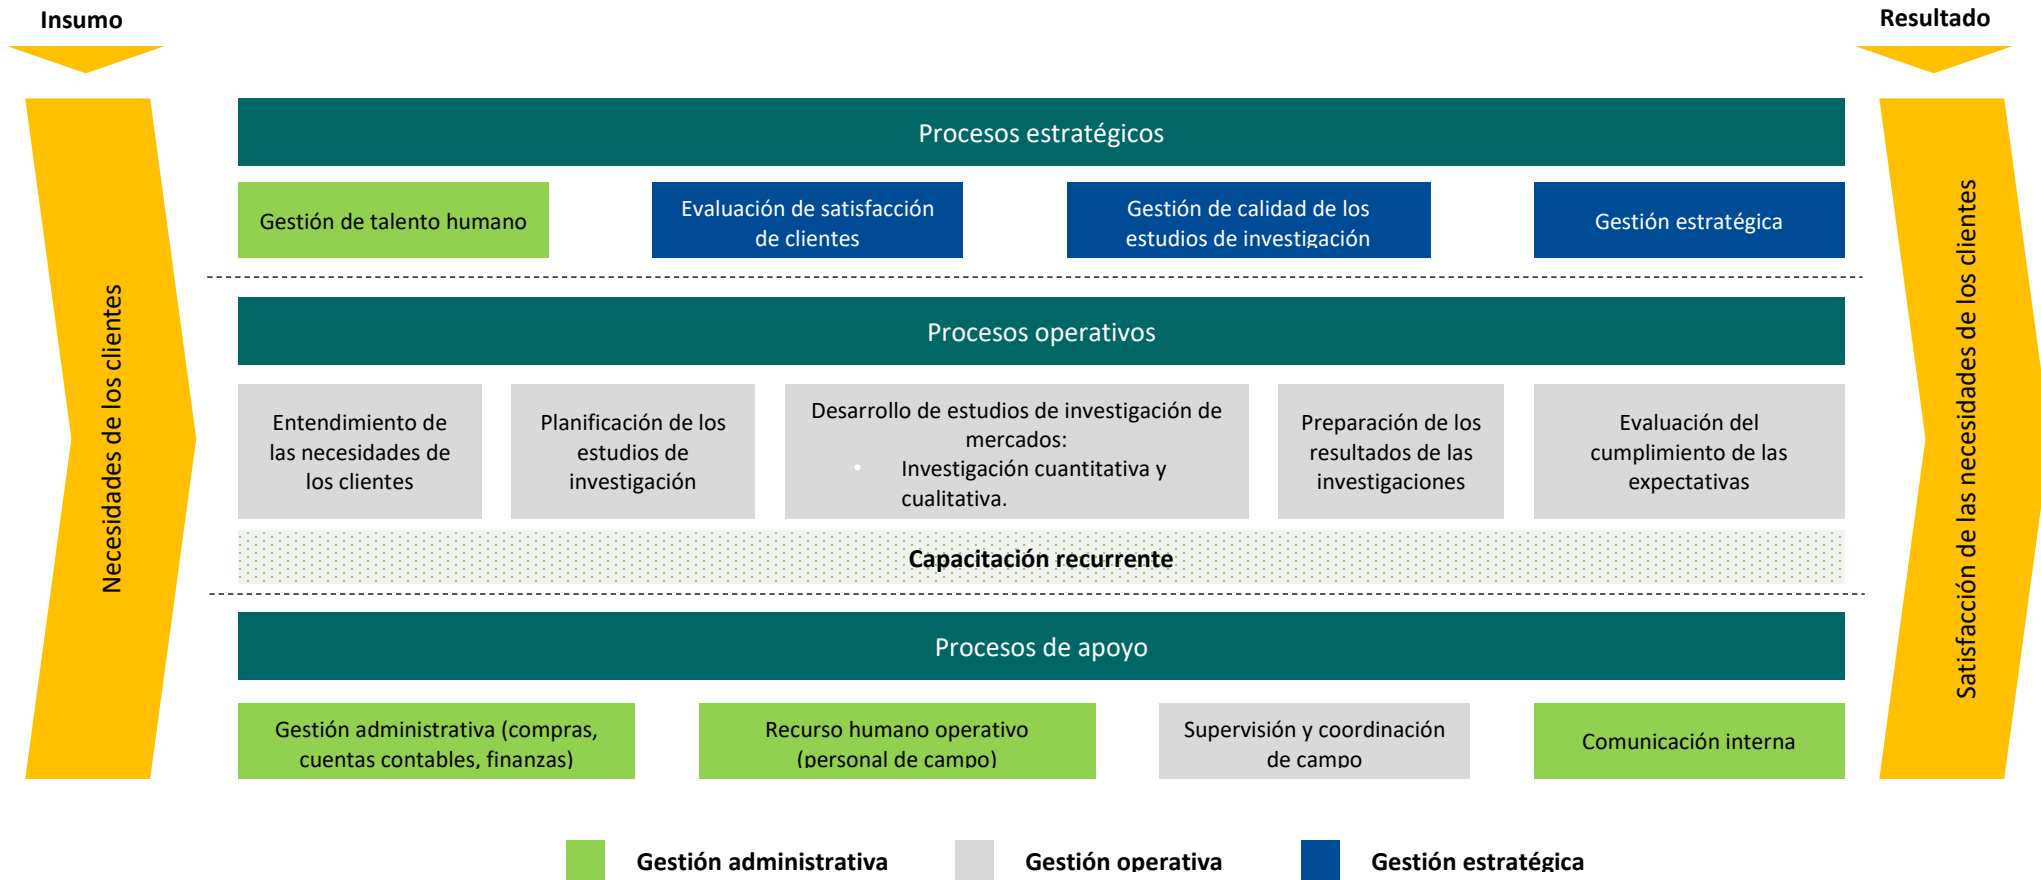 Insumo
Resultado
Necesidades de los clientes
Procesos estratégicos
Gestión de talento humano
Evaluación de satisfacción
de clientes
Gestión de calidad de los
estudios de investigación
Gestión estratégica
Procesos operativos
Entendimiento de
las necesidades de
los clientes
Planificación de los
estudios de
investigación
Desarrollo de estudios de investigación de
mercados:
• Investigación cuantitativa y
cualitativa.
Preparación de los
resultados de las
investigaciones
Evaluación del
cumplimiento de las
expectativas
Capacitación recurrente
Procesos de apoyo
Gestión administrativa (compras,
cuentas contables, finanzas)
Recurso humano operativo
(personal de campo)
Supervisión y coordinación
de campo
Comunicación interna
Satisfacción de las necesidades de los clientes
Gestión administrativa
Gestión operativa
Gestión estratégica